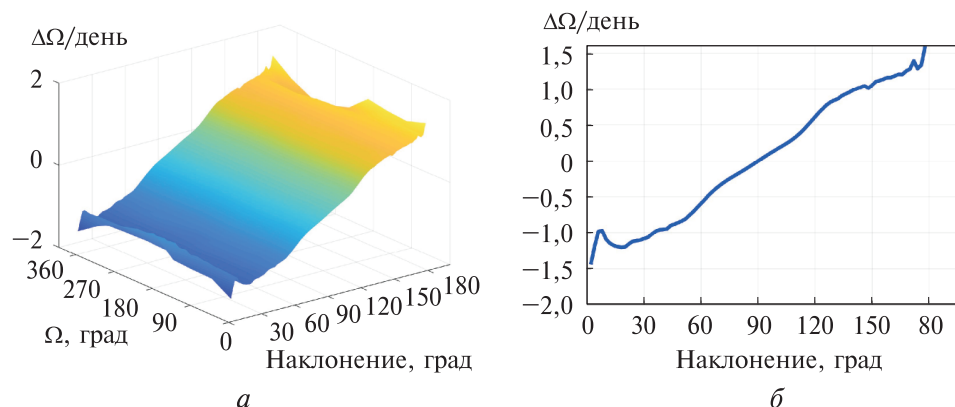 ΔΩ/день
2
0
−2
360
270
180
90
0
Ω, град
30 60 90 120 150 180
Наклонение, град
а
ΔΩ/день
1,5
1,0
0,5
0
−0,5
−1,0
−1,5
−2,0
0 30 60 90 120 150 80
Наклонение, град
б